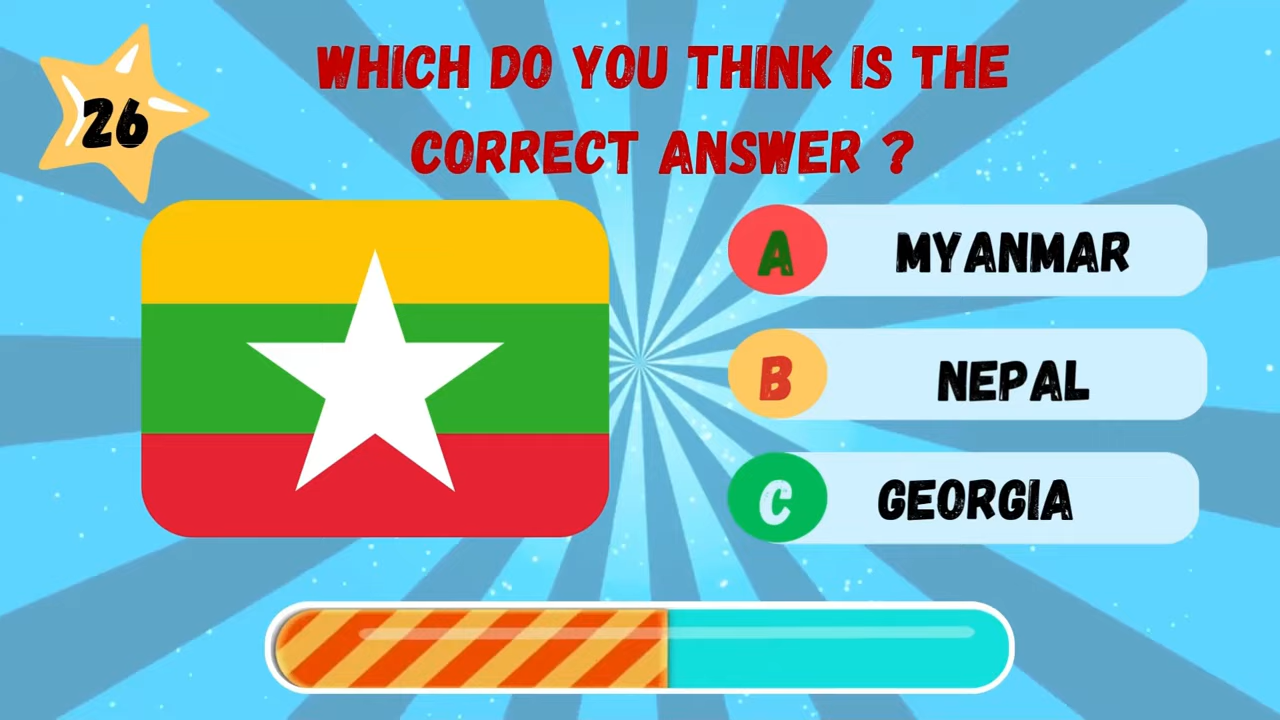 26
WHICH DO YOU THINK IS THE
CORRECT ANSWER ?
A MYANMAR
B NEPAL
C GEORGIA